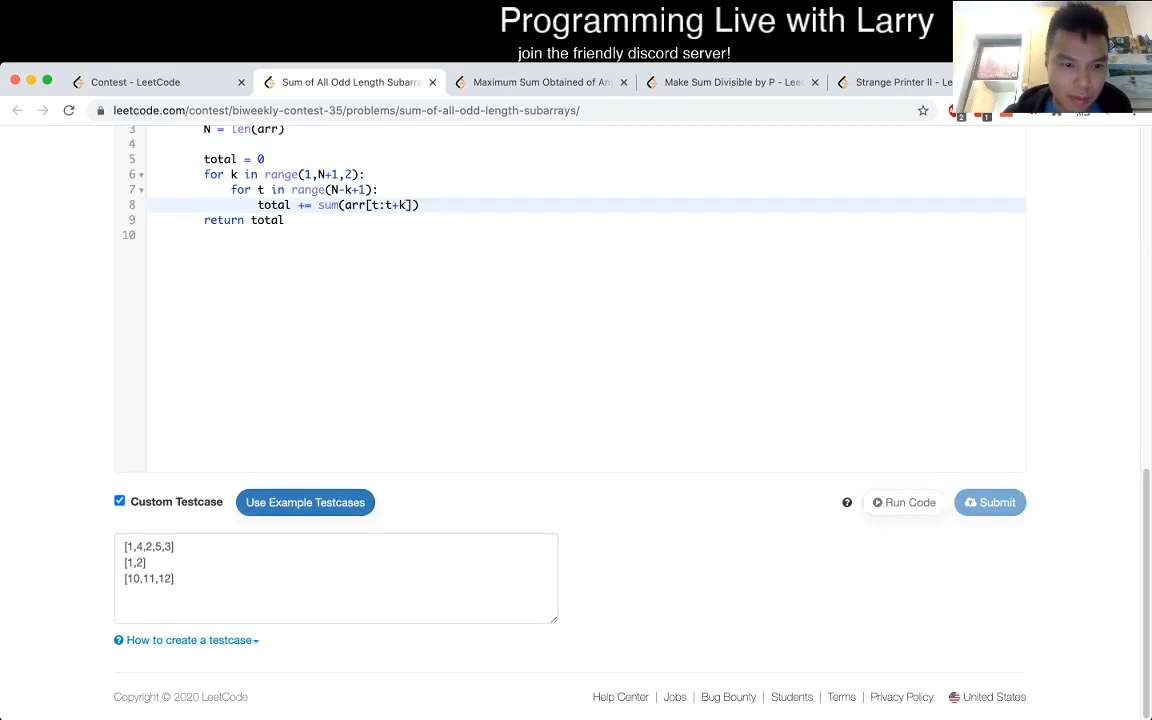 Programming Live with Larry
join the friendly discord server!
Contest - LeetCode
Sum of All Odd Length Subarra
Maximum Sum Obtained of An
Make Sum Divisible by P - Leet
Strange Printer II - Le
leetcode.com/contest/biweekly-contest-35/problems/sum-of-all-odd-length-subarrays/
2
1
3 N = len(arr)
4
5 total = 0
6 for k in range(1,N+1,2):
7 for t in range(N-k+1):
8 total += sum(arr[t:t+k])
9 return total
10
Custom Testcase
Use Example Testcases
Run Code
Submit
[1,4,2,5,3]
[1,2]
[10,11,12]
How to create a testcase
Copyright © 2020 LeetCode
Help Center | Jobs | Bug Bounty | Students | Terms | Privacy Policy
United States